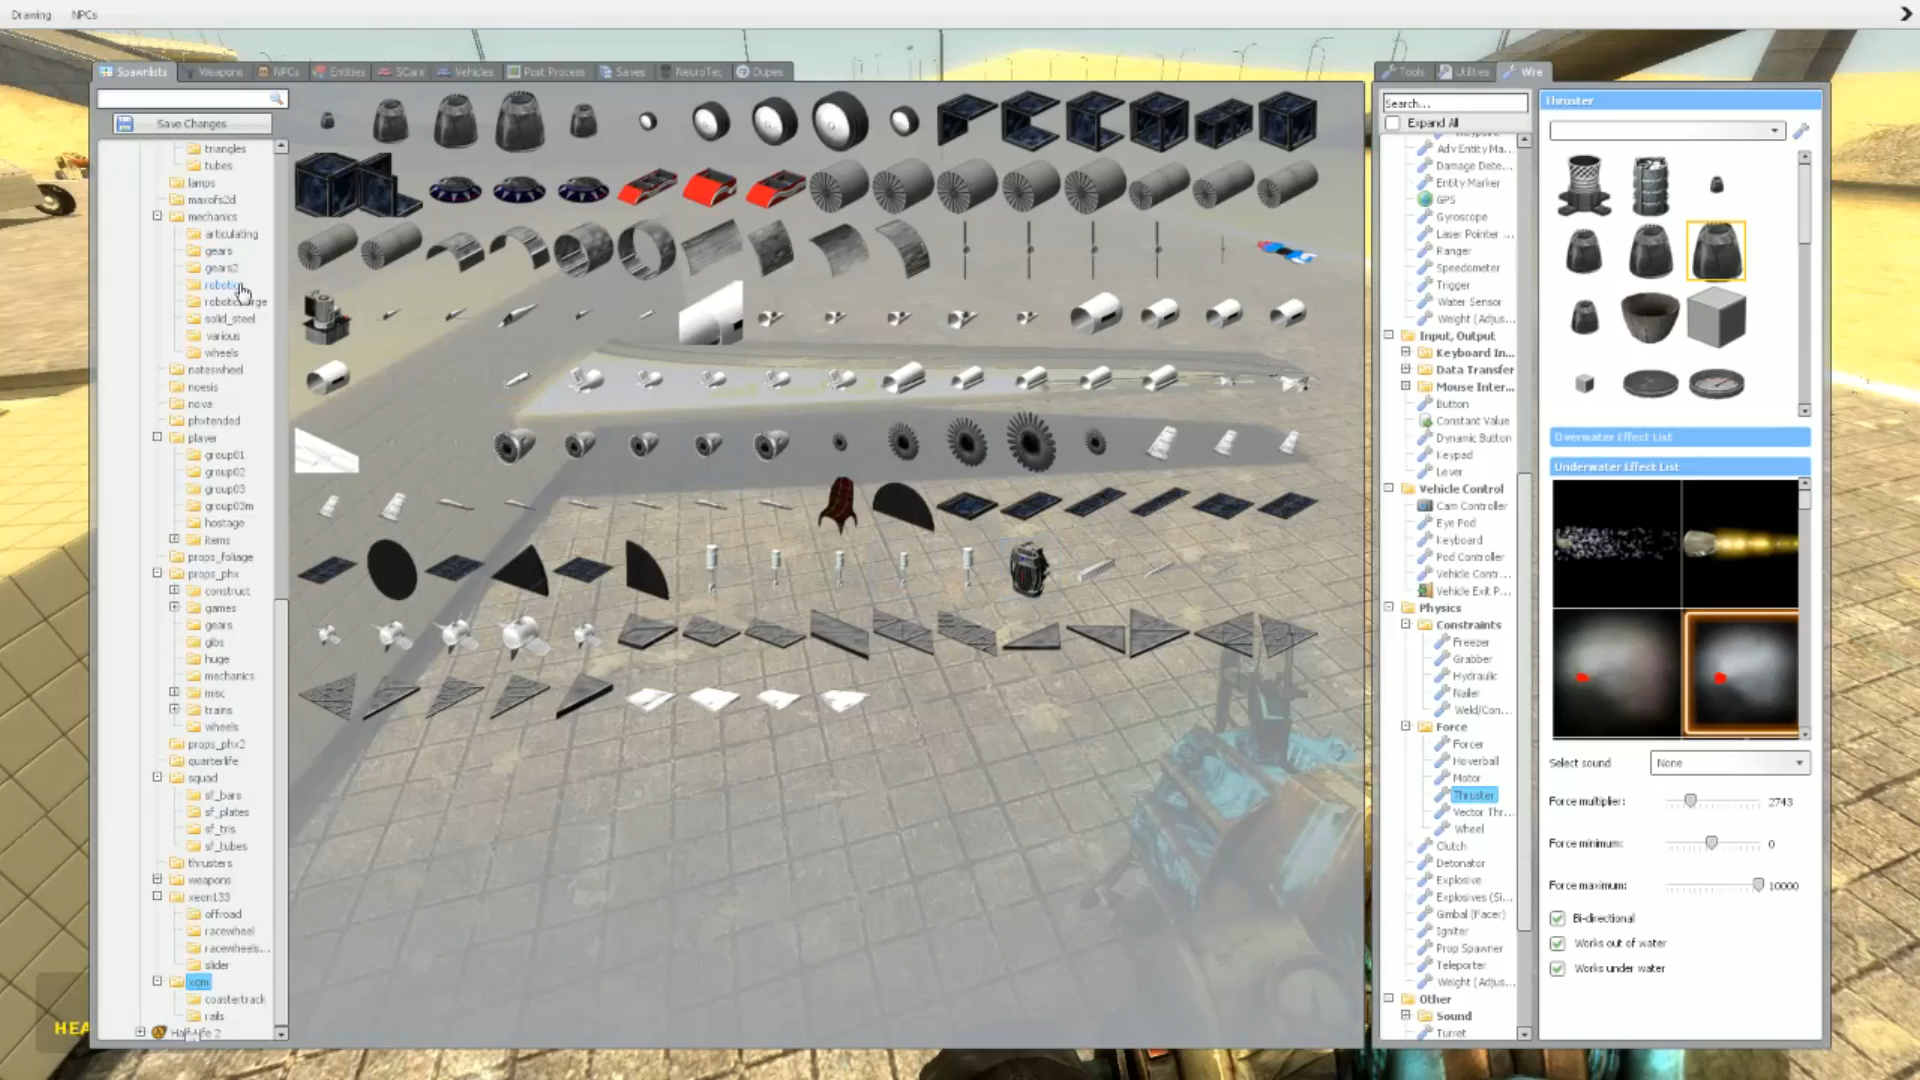 Drawing NPCs
Spawnlists Weapons NPCs Entities SCars Vehicles Post Process Saves NeuroTec Dupes
Save Changes
triangles
tubes
lamps
maxofs2d
mechanics
articulating
gears
gears2
solid_steel
various
wheels
nateswheel
noesis
nova
phxtended
player
group01
group02
group03
group03m
hostage
items
props_foliage
props_phx
construct
games
gears
gibs
huge
mechanics
misc
trains
wheels
props_phx2
quarterlife
squad
sf_bars
sf_plates
sf_tris
sf_tubes
thrusters
weapons
xeon133
offroad
racewheel
racewheels...
slider
xqm
coastertrack
rails
Half-Life 2
HEA
Tools Utilities Wire
Search...
Expand All
Adv Entity Ma...
Damage Dete...
Entity Marker
GPS
Gyroscope
Laser Pointer ...
Ranger
Speedometer
Trigger
Water Sensor
Weight (Adjus...
Input, Output
Keyboard In...
Data Transfer
Mouse Inter...
Button
Constant Value
Dynamic Button
Keypad
Lever
Vehicle Control
Cam Controller
Eye Pod
Keyboard
Pod Controller
Vehicle Contr...
Vehicle Exit P...
Physics
Constraints
Freezer
Grabber
Hydraulic
Nailer
Weld/Con...
Force
Forcer
Hoverball
Motor
Thruster
Vector Thr...
Wheel
Clutch
Detonator
Explosive
Explosives (Si...
Gimbal (Facer)
Igniter
Prop Spawner
Teleporter
Weight (Adjus...
Other
Sound
Turret
Thruster
Overwater Effect List
Underwater Effect List
Select sound None
Force multiplier: 2743
Force minimum: 0
Force maximum: 10000
Bi-directional
Works out of water
Works under water